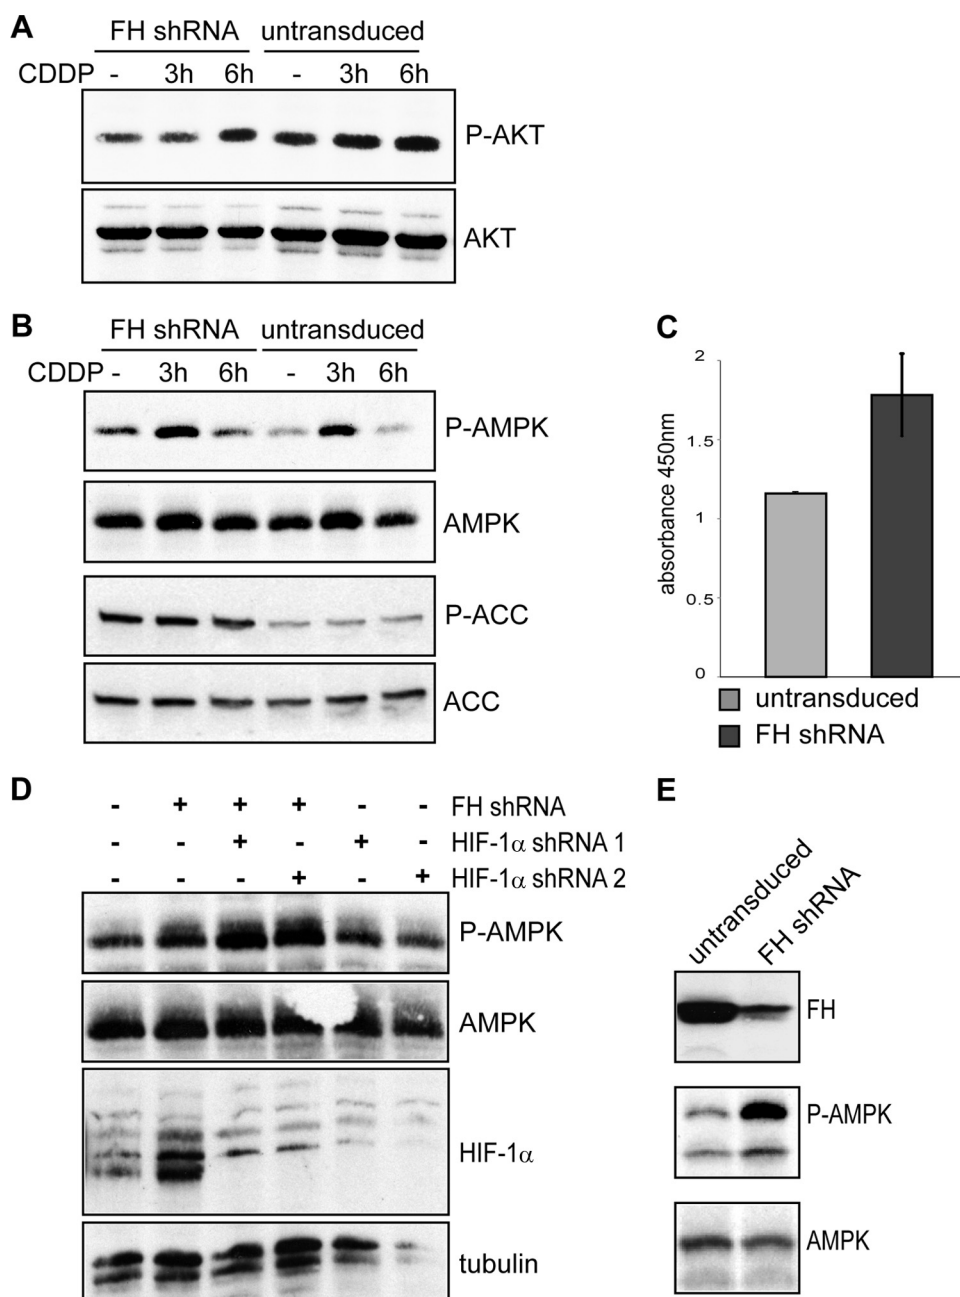 A
FH shRNA untransduced
CDDP - 3h 6h - 3h 6h
P-AKT
AKT
B
FH shRNA untransduced
CDDP - 3h 6h - 3h 6h
P-AMPK
AMPK
P-ACC
ACC
C
absorbance 450nm
2
1.5
1
0.5
0
untransduced
FH shRNA
D
- + + + - - FH shRNA
- - + - + - HIF-1α shRNA 1
- - - + - + HIF-1α shRNA 2
P-AMPK
AMPK
HIF-1α
tubulin
E
untransduced
FH shRNA
FH
P-AMPK
AMPK